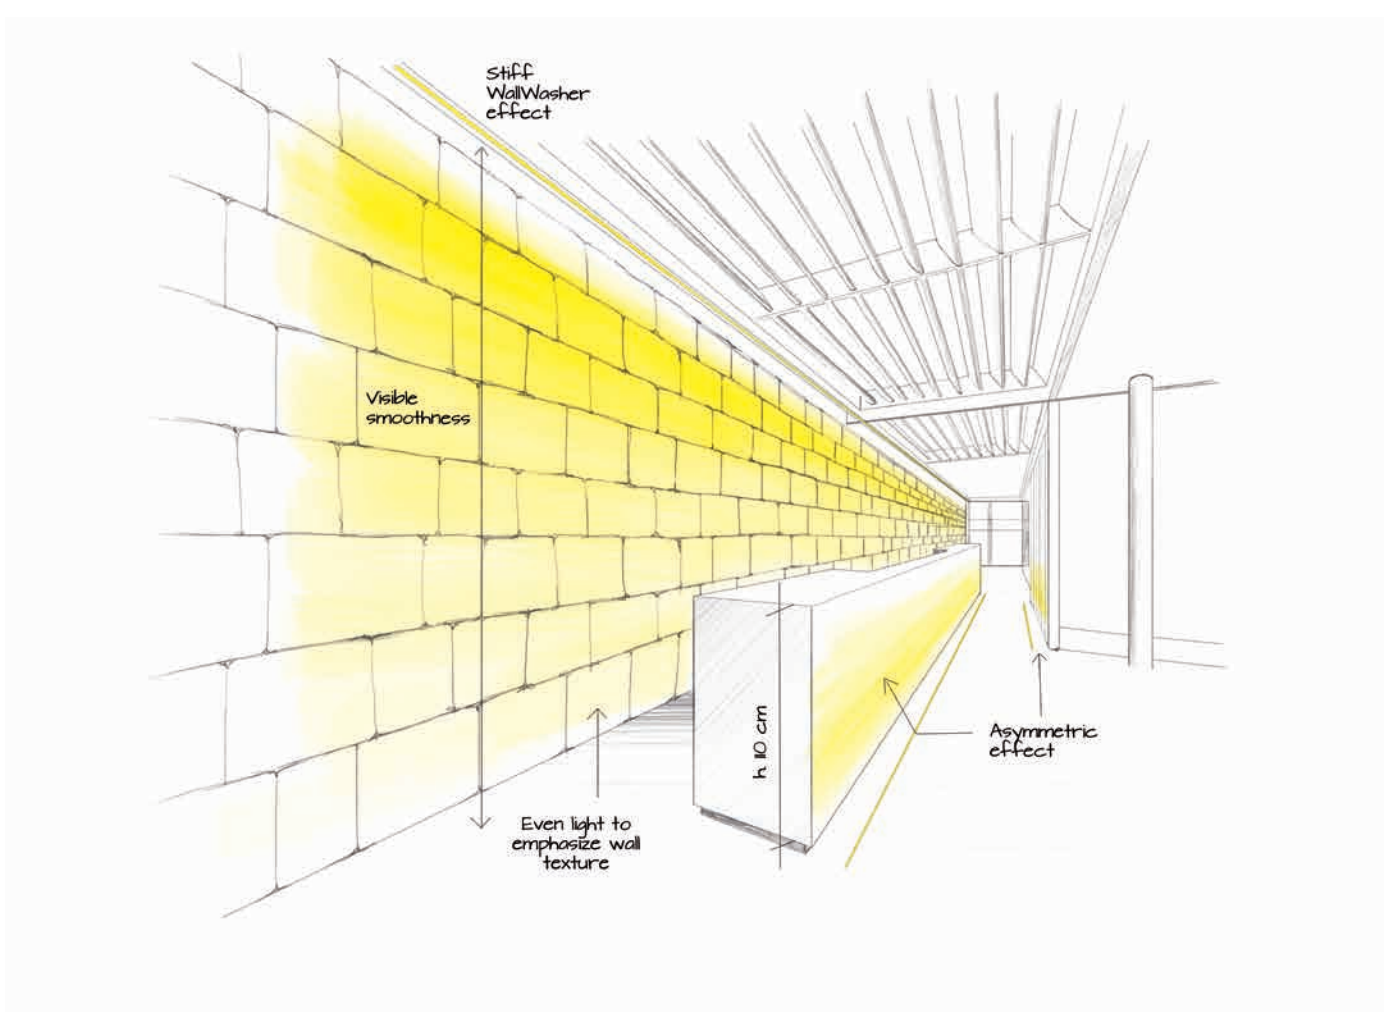 Stiff
WallWasher
effect
Visible
smoothness
h 110 cm
Asymmetric
effect
Even light to
emphasize wall
texture